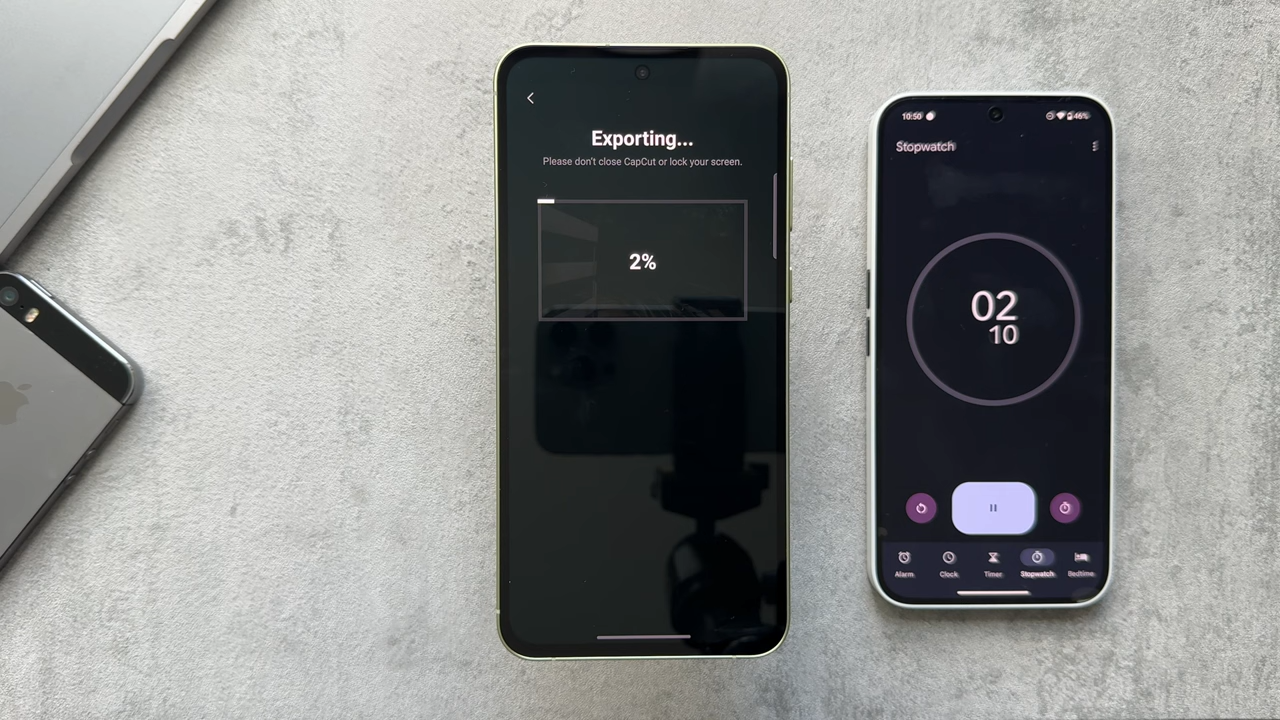 Exporting...
Please don't close CapCut or lock your screen.
2%
10:50
46%
Stopwatch
02
10
Alarm
Clock
Timer
Stopwatch
Bedtime